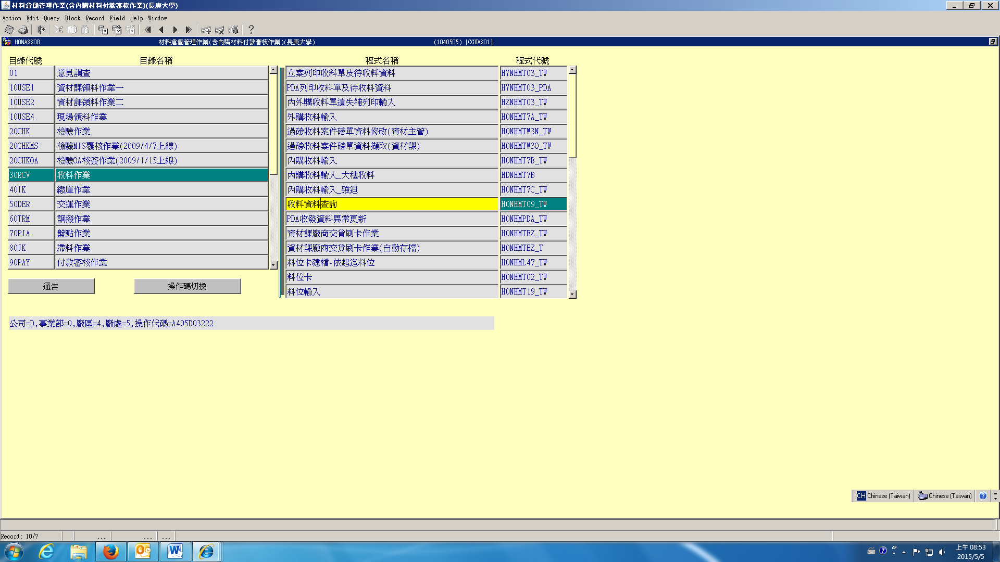 材料倉儲管理作業(含內購材料付款審核作業)(長庚大學)
Action Edit Query Block Record Field Help Window
HONASS08 材料倉儲管理作業(含內購材料付款審核作業)(長庚大學) (1040505) [CGUAS01]
目錄代號 目錄名稱 程式名稱 程式代號
01 意見調查 立案列印收料單及待收料資料 HYNHMT03_TW
10USE1 資材課領料作業一 PDA列印收料單及待收料資料 HYNHMT03_PDA
10USE2 資材課領料作業二 內外購收料單遺失補列印輸入 HZNHMT03_TW
10USE4 現場領料作業 外購收料輸入 HONHMT7A_TW
20CHK 檢驗作業 過磅收料案件磅單資料修改(資材主管) HONHMTW3N_TW
20CHKMS 檢驗MIS覆核作業(2009/4/7上線) 過磅收料案件磅單資料擷取(資材課) HONHMTW30_TW
20CHKOA 檢驗OA核簽作業(2009/1/15上線) 內購收料輸入 HONHMT7B_TW
30RCV 收料作業 內購收料輸入_大樓收料 HDNHMT7B
40IK 繳庫作業 內購收料輸入_強迫 HONHMT7C_TW
50DER 交運作業 收料資料查詢 HONHMT09_TW
60TRM 調撥作業 PDA收發資料異常更新 HONHMPDA_TW
70PIA 盤點作業 資材課廠商交貨刷卡作業 HONHMTEZ_TW
80JK 滯料作業 資材課廠商交貨刷卡作業(自動存檔) HONHMTEZ_T
90PAY 付款審核作業 料位卡建檔-依起迄料位 HONHML47_TW
料位卡 HONHMT02_TW
通告 操作碼切換 料位輸入 HONHMT19_TW
公司=D,事業部=0,廠區=4,廠處=5,操作代碼=A405D03222
CH Chinese (Taiwan) Chinese (Taiwan)
Record: 10/? ... ... ...
上午 08:53
2015/5/5